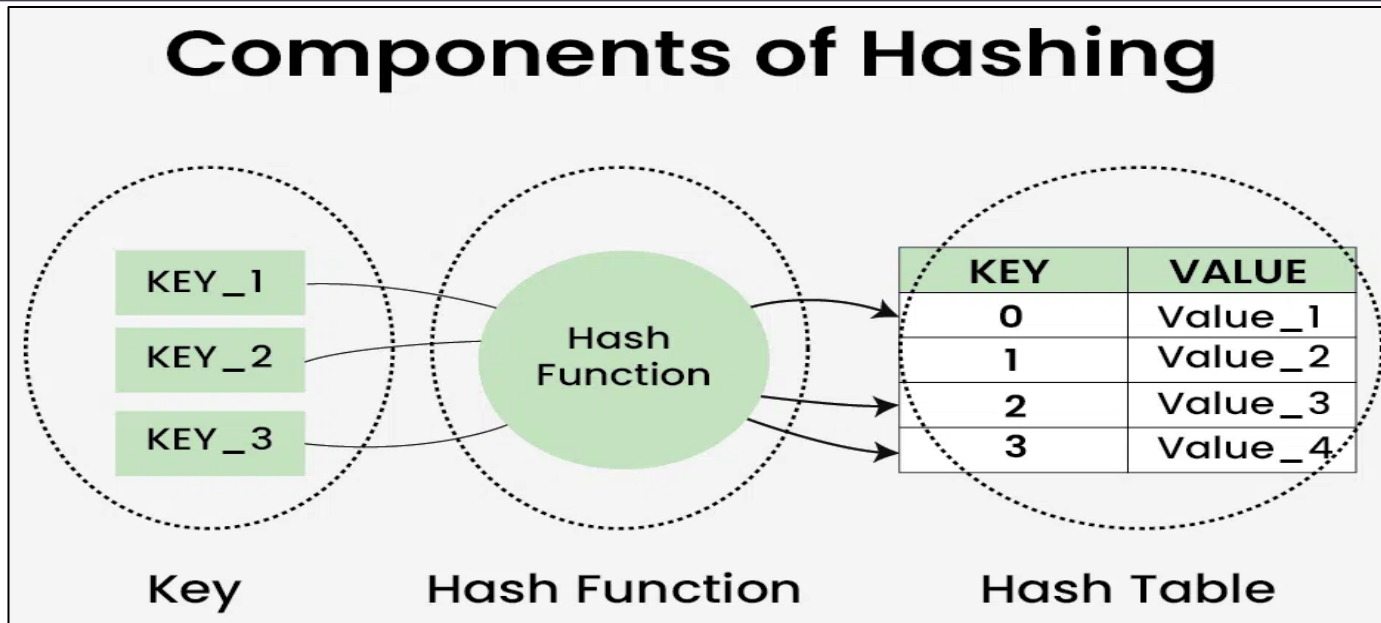 Components of Hashing
KEY_1
KEY_2
KEY_3
Hash
Function
KEY VALUE
0 Value_1
1 Value_2
2 Value_3
3 Value_4
Key Hash Function Hash Table